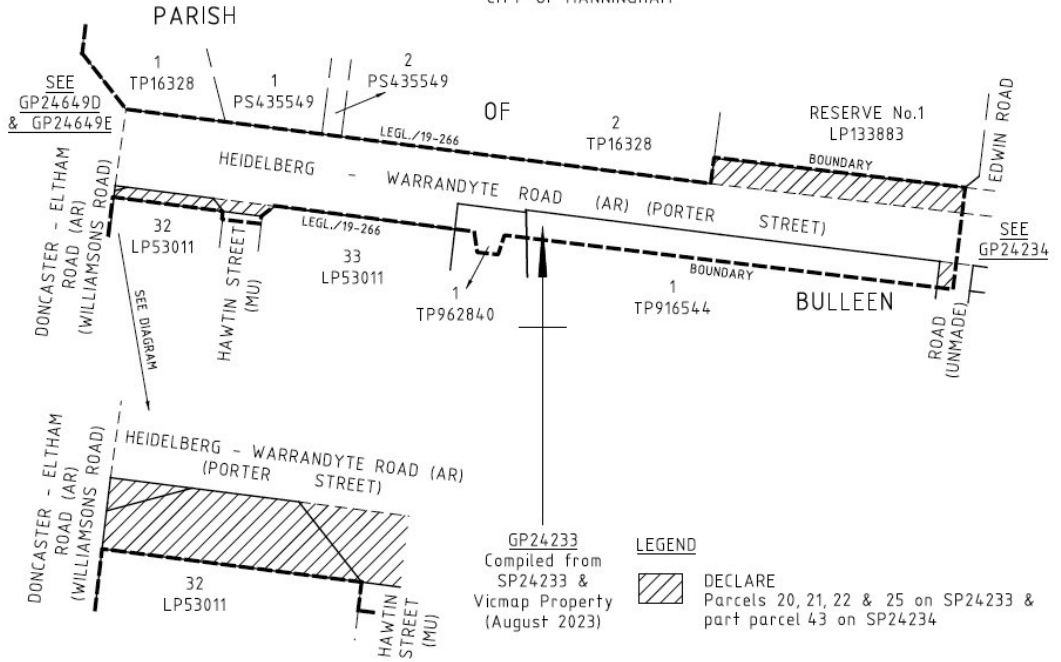 CITY OF MANNINGHAM
PARISH
OF
BULLEEN
SEE
GP24649D
& GP24649E
1
TP16328
1
PS435549
2
PS435549
LEGL./19-266
2
TP16328
RESERVE No.1
LP133883
BOUNDARY
EDWIN ROAD
HEIDELBERG - WARRANDYTE ROAD (AR) (PORTER STREET)
SEE
GP24234
DONCASTER - ELTHAM
ROAD (AR)
(WILLIAMSONS ROAD)
32
LP53011
HAWTIN STREET
(MU)
LEGL./19-266
33
LP53011
1
TP962840
BOUNDARY
1
TP916544
ROAD
(UNMADE)
SEE DIAGRAM
DONCASTER - ELTHAM
ROAD (AR)
(WILLIAMSONS ROAD)
HEIDELBERG - WARRANDYTE ROAD (AR)
(PORTER STREET)
32
LP53011
HAWTIN
STREET
(MU)
GP24233
Compiled from
SP24233 &
Vicmap Property
(August 2023)
LEGEND
DECLARE
Parcels 20, 21, 22 & 25 on SP24233 &
part parcel 43 on SP24234